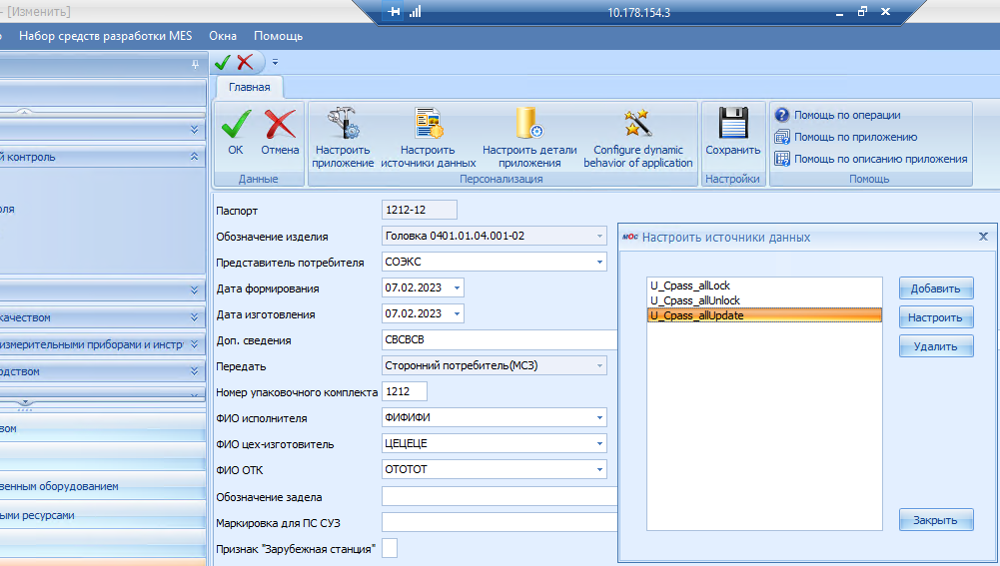 - [Изменить]
10.178.154.3
Набор средств разработки MES Окна Помощь
Главная
ОК
Отмена
Настроить приложение
Настроить источники данных
Настроить детали приложения
Configure dynamic behavior of application
Сохранить
Помощь по операции
Помощь по приложению
Помощь по описанию приложения
Данные
Персонализация
Настройки
Помощь
й контроль
оля
качеством
измерительными приборами и инстр
одством
вом
венным оборудованием
ыми ресурсами
Паспорт 1212-12
Обозначение изделия Головка 0401.01.04.001-02
Представитель потребителя СОЭКС
Дата формирования 07.02.2023
Дата изготовления 07.02.2023
Доп. сведения СВСВСВ
Передать Сторонний потребитель(МСЗ)
Номер упаковочного комплекта 1212
ФИО исполнителя ФИФИФИ
ФИО цех-изготовитель ЦЕЦЕЦЕ
ФИО ОТК ОТОТОТ
Обозначение задела
Маркировка для ПС СУЗ
Признак "Зарубежная станция"
МОС Настроить источники данных
U_Cpass_allLock
U_Cpass_allUnlock
U_Cpass_allUpdate
Добавить
Настроить
Удалить
Закрыть